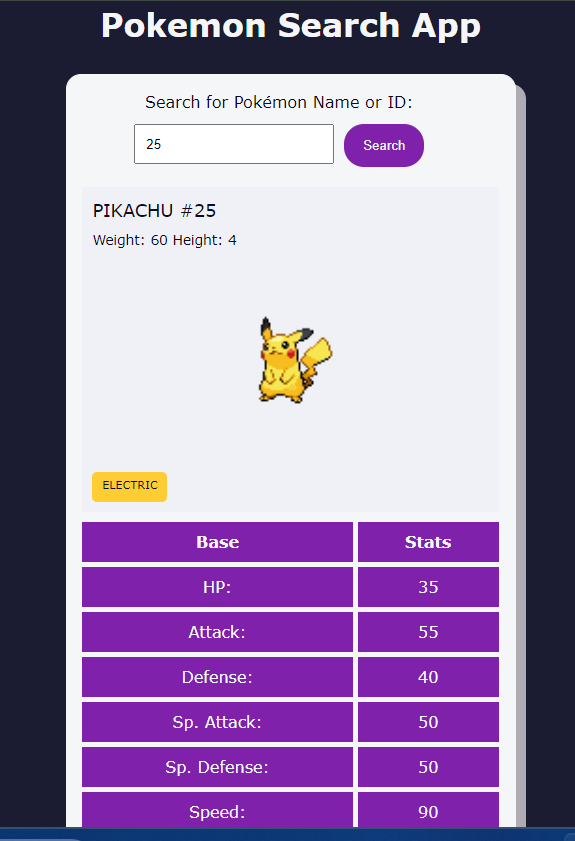 Pokemon Search App
Search for Pokémon Name or ID:
25 Search
PIKACHU #25
Weight: 60 Height: 4
ELECTRIC
Base Stats
HP: 35
Attack: 55
Defense: 40
Sp. Attack: 50
Sp. Defense: 50
Speed: 90